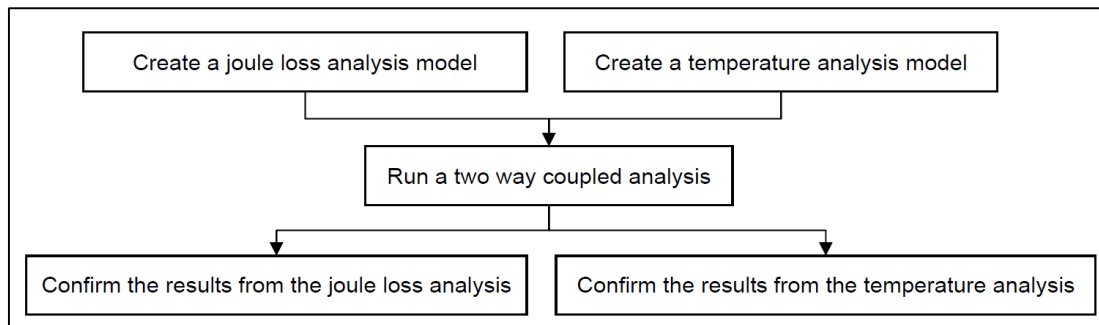 Create a joule loss analysis model
Create a temperature analysis model
Run a two way coupled analysis
Confirm the results from the joule loss analysis
Confirm the results from the temperature analysis